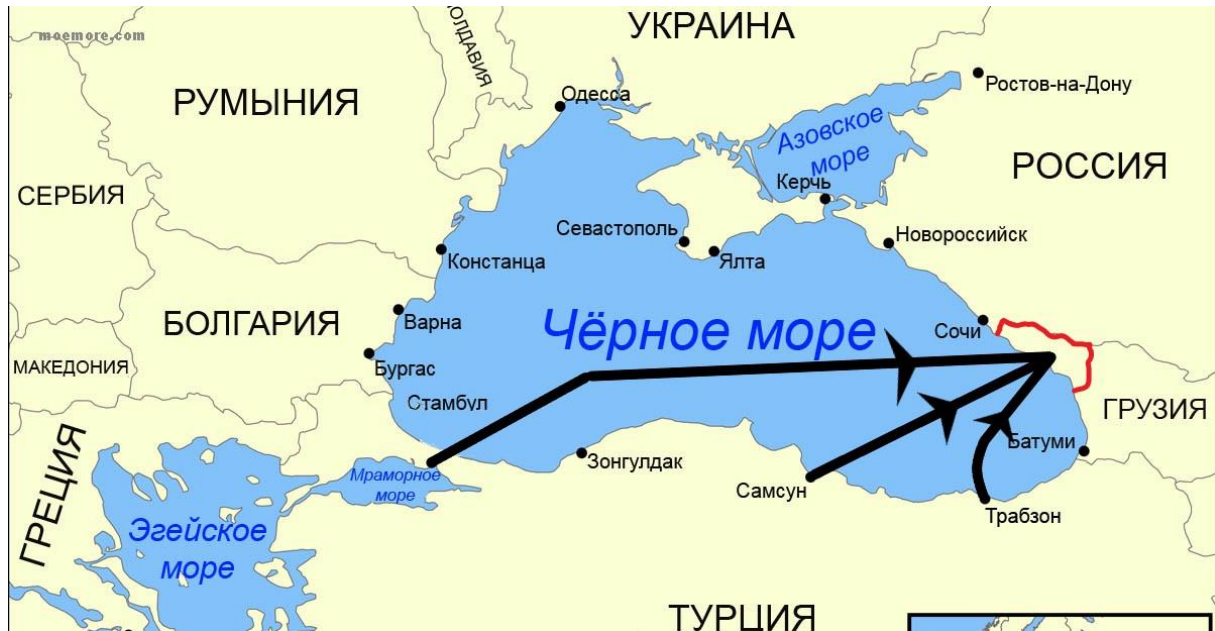 moemore.com
УКРАИНА
ОЛДАВИЯ
РУМЫНИЯ
Одесса
Ростов-на-Дону
Азовское
море
РОССИЯ
СЕРБИЯ
Керчь
Севастополь
Новороссийск
Ялта
Констанца
БОЛГАРИЯ
Варна
Чёрное море
Сочи
МАКЕДОНИЯ
Бургас
Стамбул
ГРУЗИЯ
ГРЕЦИЯ
Батуми
Зонгулдак
Мраморное
море
Самсун
Трабзон
Эгейское
море
ТУРЦИЯ